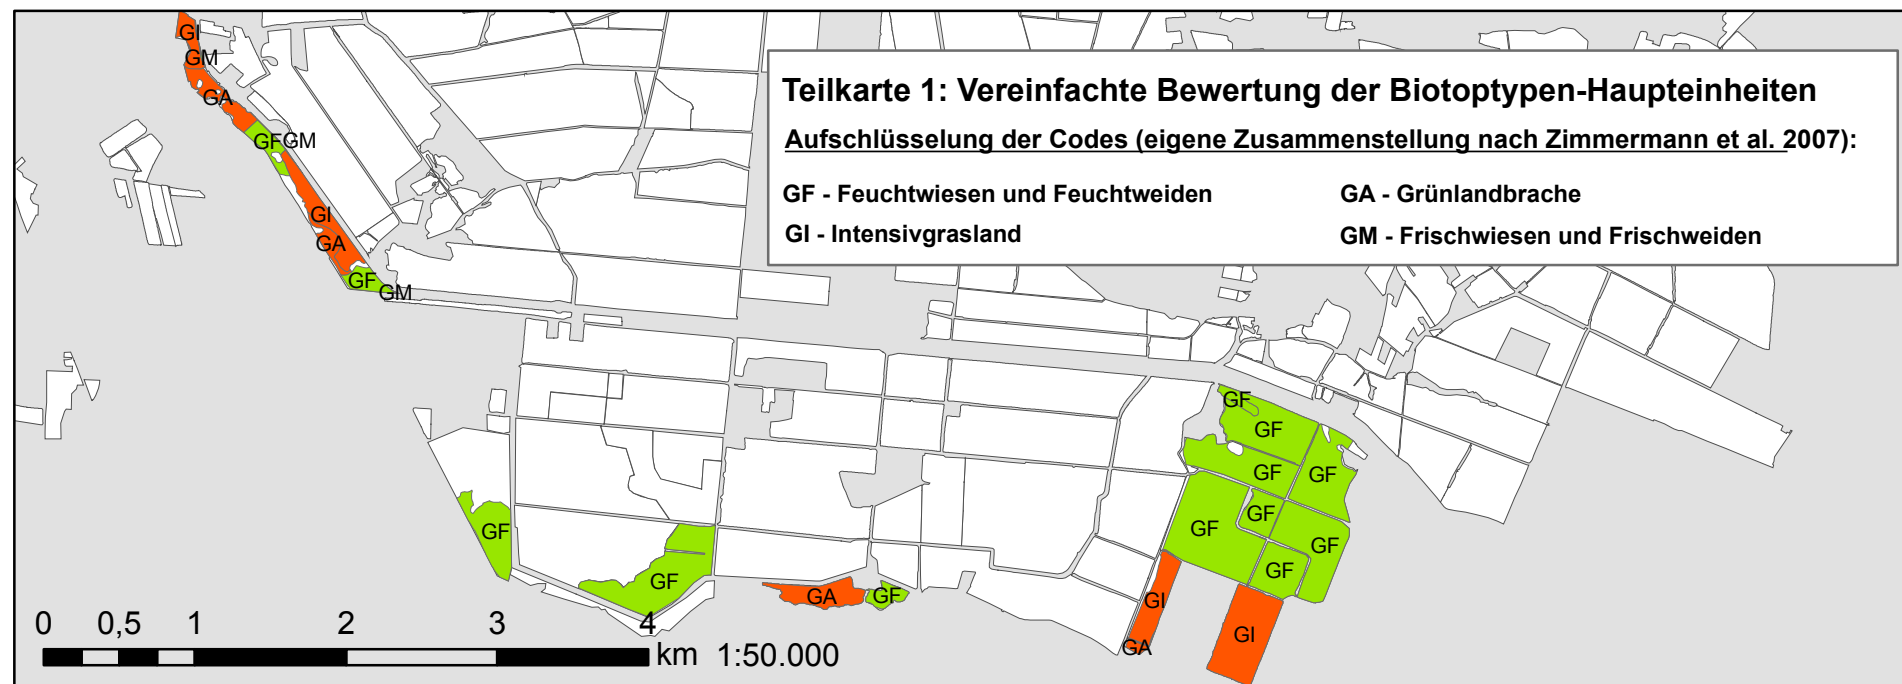 GI
GM
GA
GFGM
GI
GA
GF
GM
Teilkarte 1: Vereinfachte Bewertung der Biotoptypen-Haupteinheiten
Aufschlüsselung der Codes (eigene Zusammenstellung nach Zimmermann et al. 2007):
GF - Feuchtwiesen und Feuchtweiden
GA - Grünlandbrache
GI - Intensivgrasland
GM - Frischwiesen und Frischweiden
GF
GF
GF
GF
GF
GF
GF
GF
GF
GF
GA
GF
GF
GI
GA
GI
0 0,5 1 2 3 4
km 1:50.000